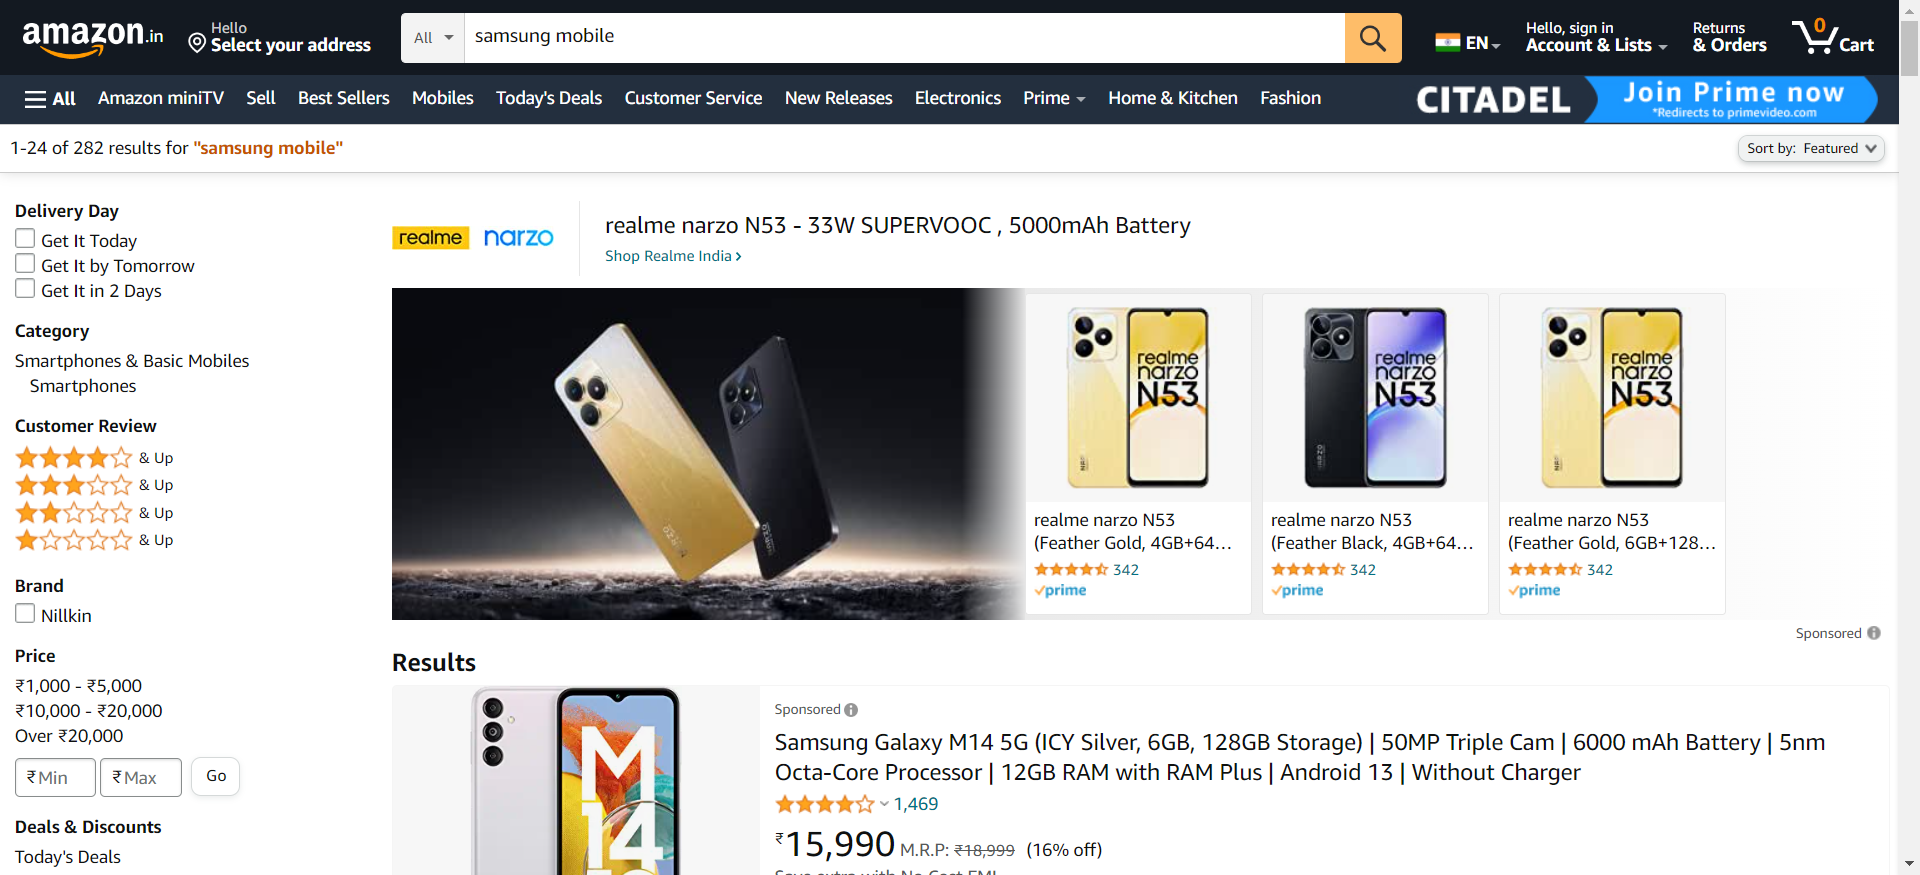 amazon.in
Hello
Select your address
All
samsung mobile
EN
Hello, sign in
Account & Lists
Returns
& Orders
0
Cart
All
Amazon miniTV
Sell
Best Sellers
Mobiles
Today's Deals
Customer Service
New Releases
Electronics
Prime
Home & Kitchen
Fashion
CITADEL
Join Prime now
*Redirects to primevideo.com
1-24 of 282 results for "samsung mobile"
Sort by: Featured
Delivery Day
Get It Today
Get It by Tomorrow
Get It in 2 Days
Category
Smartphones & Basic Mobiles
Smartphones
Customer Review
& Up
& Up
& Up
& Up
Brand
Nillkin
Price
₹1,000 - ₹5,000
₹10,000 - ₹20,000
Over ₹20,000
₹ Min
₹ Max
Go
Deals & Discounts
Today's Deals
realme narzo
realme narzo N53 - 33W SUPERVOOC , 5000mAh Battery
Shop Realme India ›
realme
narzo
N53
realme narzo N53
(Feather Gold, 4GB+64...
342
prime
realme
narzo
N53
realme narzo N53
(Feather Black, 4GB+64...
342
prime
realme
narzo
N53
realme narzo N53
(Feather Gold, 6GB+128...
342
prime
Sponsored
Results
M
14
Sponsored
Samsung Galaxy M14 5G (ICY Silver, 6GB, 128GB Storage) | 50MP Triple Cam | 6000 mAh Battery | 5nm
Octa-Core Processor | 12GB RAM with RAM Plus | Android 13 | Without Charger
1,469
₹15,990 M.R.P: ₹18,999 (16% off)
Save extra with No Cost EMI